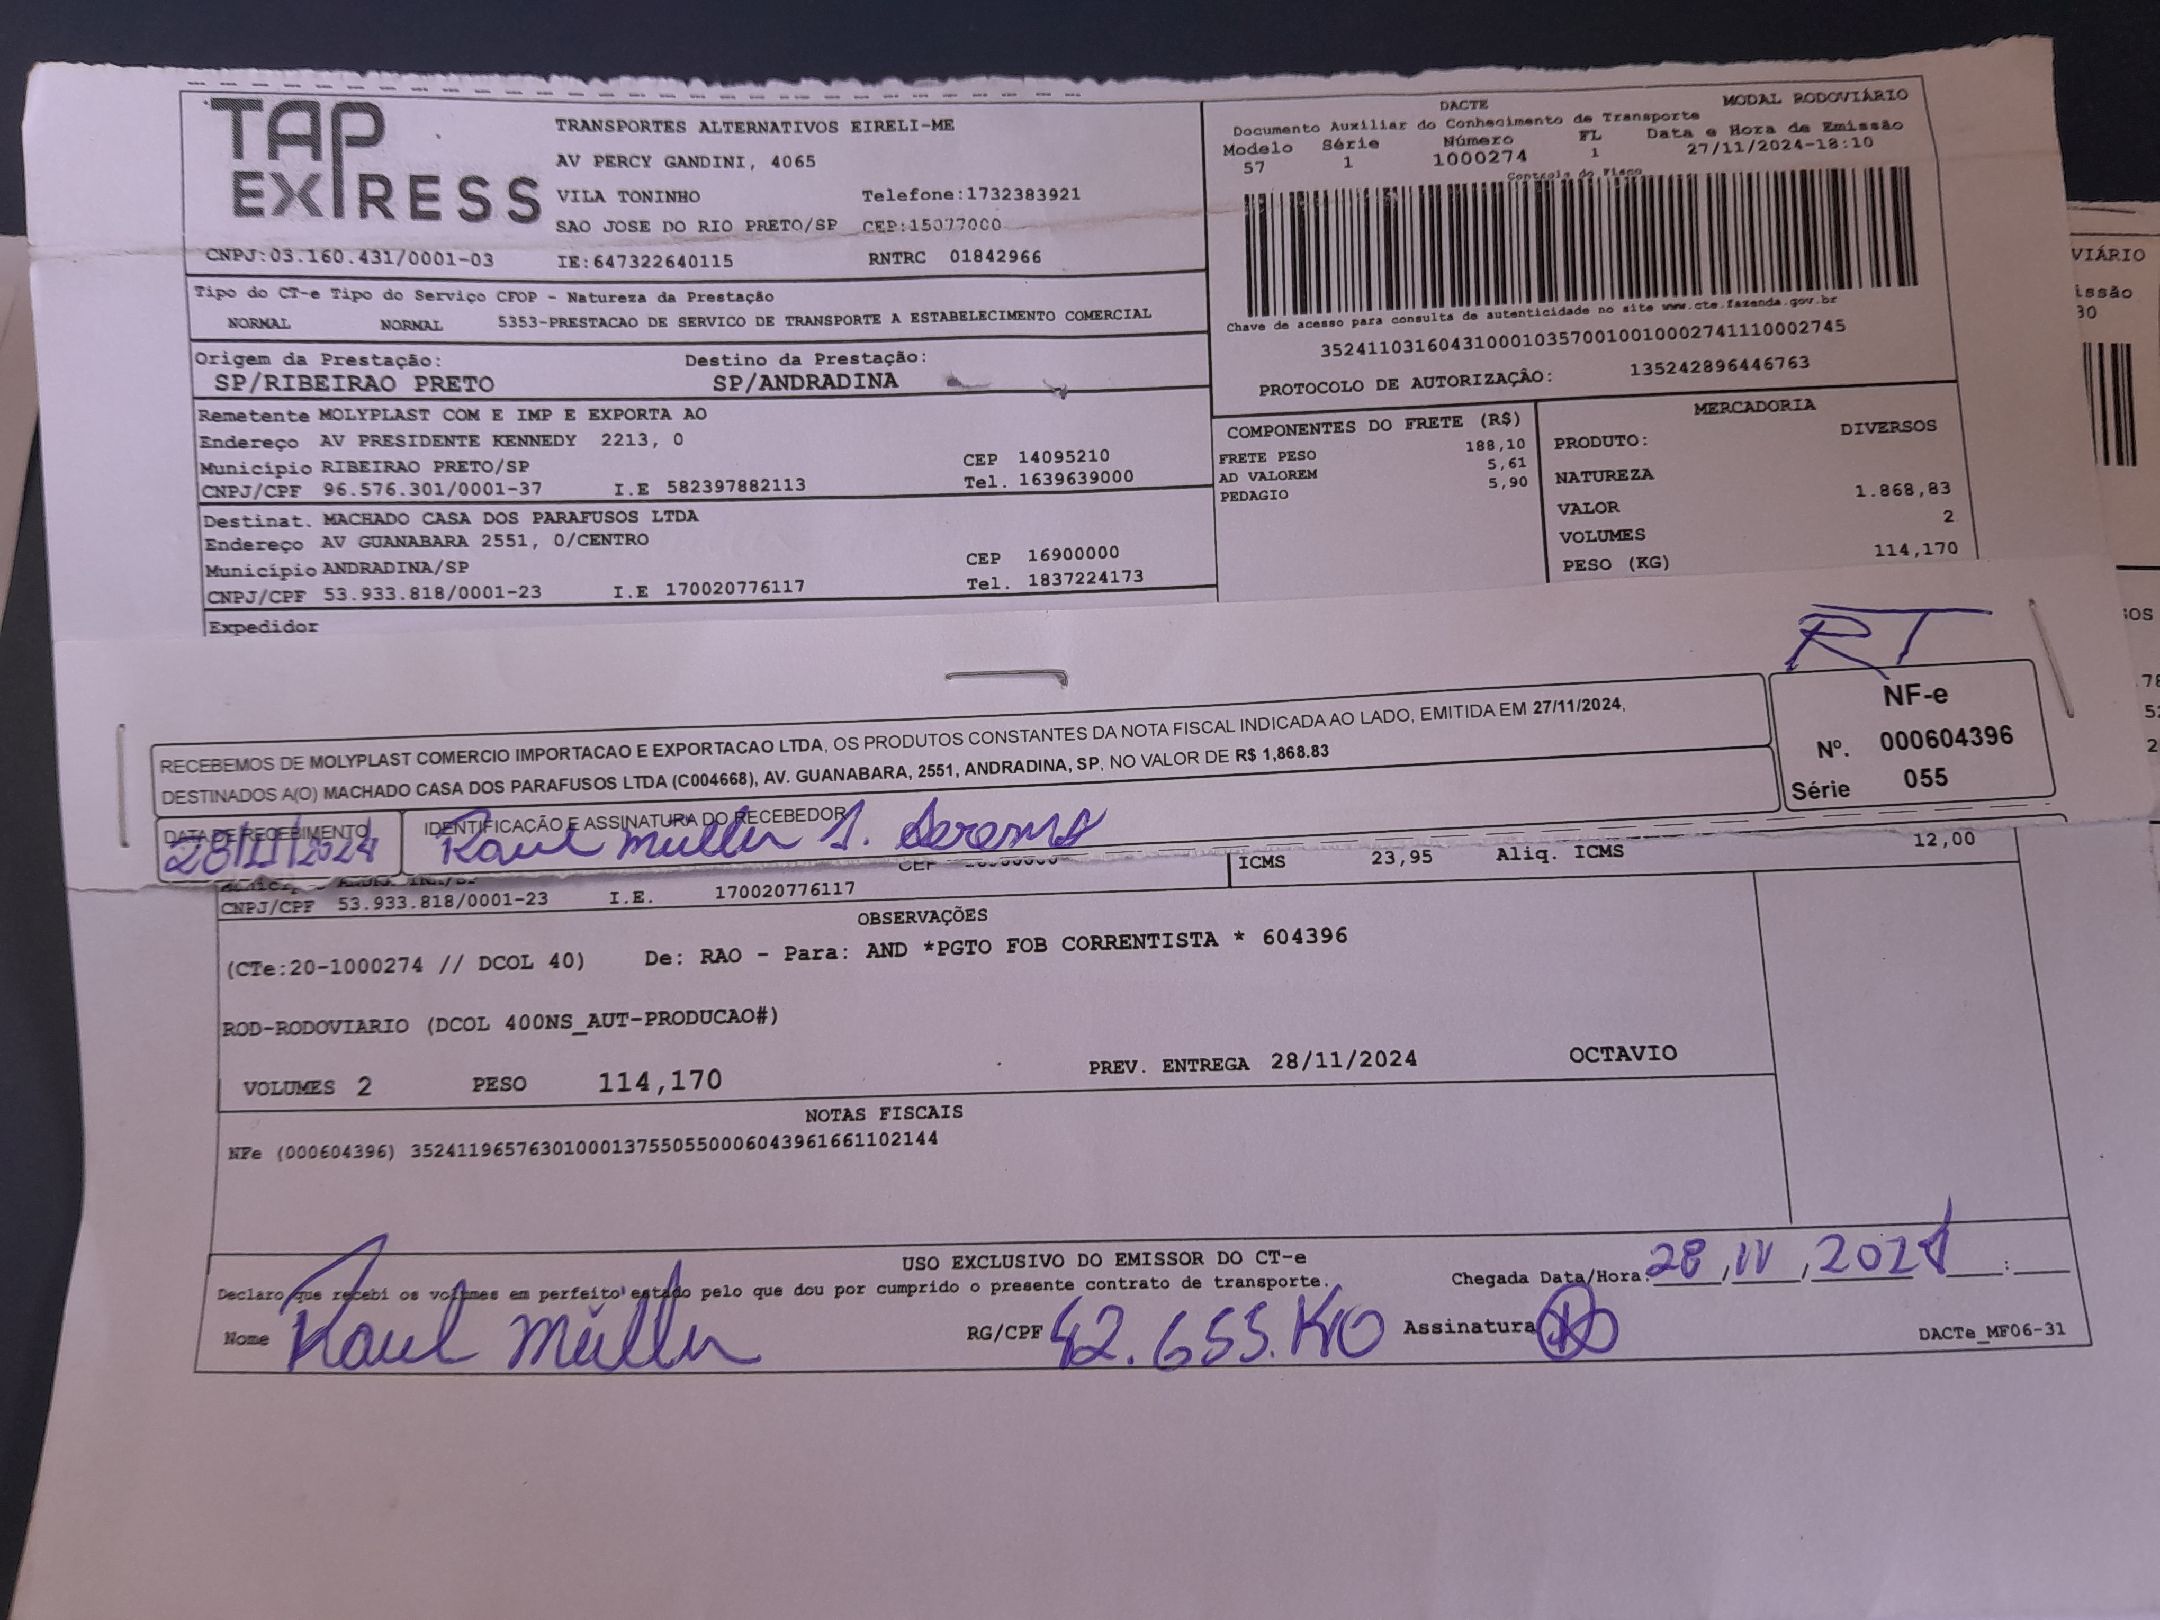 TAP EXPRESS
TRANSPORTES ALTERNATIVOS EIRELI-ME
AV PERCY GANDINI, 4065
VILA TONINHO Telefone:1732383921
SAO JOSE DO RIO PRETO/SP CEP:15077000
CNPJ:03.160.431/0001-03 IE:647322640115 RNTRC 01842966
DACTE MODAL RODOVIÁRIO
Documento Auxiliar do Conhecimento de Transporte
Modelo Série Número FL Data e Hora de Emissão
57 1 1000274 1 27/11/2024-18:10
Controle do Fisco
Chave de acesso para consulta de autenticidade no site www.cte.fazenda.gov.br
35241103160431000103570010010002741110002745
PROTOCOLO DE AUTORIZAÇÃO: 135242896446763
Tipo do CT-e Tipo do Serviço CFOP - Natureza da Prestação
NORMAL NORMAL 5353-PRESTACAO DE SERVICO DE TRANSPORTE A ESTABELECIMENTO COMERCIAL
Origem da Prestação: Destino da Prestação:
SP/RIBEIRAO PRETO SP/ANDRADINA
Remetente MOLYPLAST COM E IMP E EXPORTA AO
Endereço AV PRESIDENTE KENNEDY 2213, 0
Município RIBEIRAO PRETO/SP CEP 14095210
CNPJ/CPF 96.576.301/0001-37 I.E 582397882113 Tel. 1639639000
Destinat. MACHADO CASA DOS PARAFUSOS LTDA
Endereço AV GUANABARA 2551, 0/CENTRO
Município ANDRADINA/SP CEP 16900000
CNPJ/CPF 53.933.818/0001-23 I.E 170020776117 Tel. 1837224173
Expedidor
COMPONENTES DO FRETE (R$)
FRETE PESO 188,10
AD VALOREM 5,61
PEDAGIO 5,90
MERCADORIA
PRODUTO: DIVERSOS
NATUREZA
VALOR 1.868,83
VOLUMES 2
PESO (KG) 114,170
RT
RECEBEMOS DE MOLYPLAST COMERCIO IMPORTACAO E EXPORTACAO LTDA, OS PRODUTOS CONSTANTES DA NOTA FISCAL INDICADA AO LADO, EMITIDA EM 27/11/2024,
DESTINADOS A(O) MACHADO CASA DOS PARAFUSOS LTDA (C004668), AV. GUANABARA, 2551, ANDRADINA, SP, NO VALOR DE R$ 1,868.83
NF-e
Nº. 000604396
Série 055
DATA DE RECEBIMENTO IDENTIFICAÇÃO E ASSINATURA DO RECEBEDOR
28/11/2024 Raul Müller S.
ICMS 23,95 Aliq. ICMS 12,00
CNPJ/CPF 53.933.818/0001-23 I.E. 170020776117
OBSERVAÇÕES
(CTe:20-1000274 // DCOL 40) De: RAO - Para: AND *PGTO FOB CORRENTISTA * 604396
ROD-RODOVIARIO (DCOL 400NS_AUT-PRODUCAO#)
VOLUMES 2 PESO 114,170 PREV. ENTREGA 28/11/2024 OCTAVIO
NOTAS FISCAIS
NFe (000604396) 35241196576301000137550550006043961661102144
USO EXCLUSIVO DO EMISSOR DO CT-e
Declaro que recebi os volumes em perfeito estado pelo que dou por cumprido o presente contrato de transporte. Chegada Data/Hora: 28, 11, 2024 :
Nome Raul Müller RG/CPF 42.655. Assinatura DACTe_MF06-31
VIÁRIO
issão
30